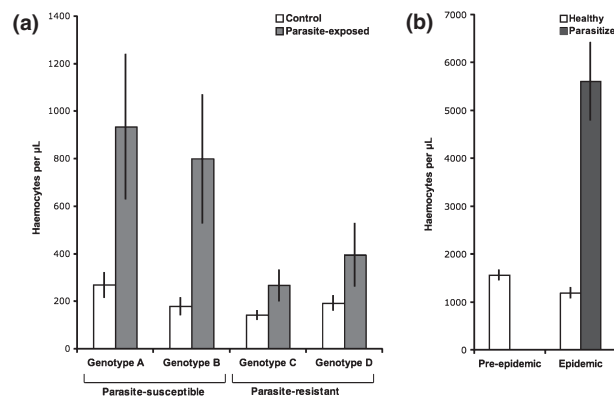 (a)
Control
Parasite-exposed
1400
1200
1000
800
600
400
200
0
Haemocytes per µL
Genotype A Genotype B Genotype C Genotype D
Parasite-susceptible Parasite-resistant
(b)
Healthy
Parasitize
7000
6000
5000
4000
3000
2000
1000
0
Haemocytes per µL
Pre-epidemic Epidemic